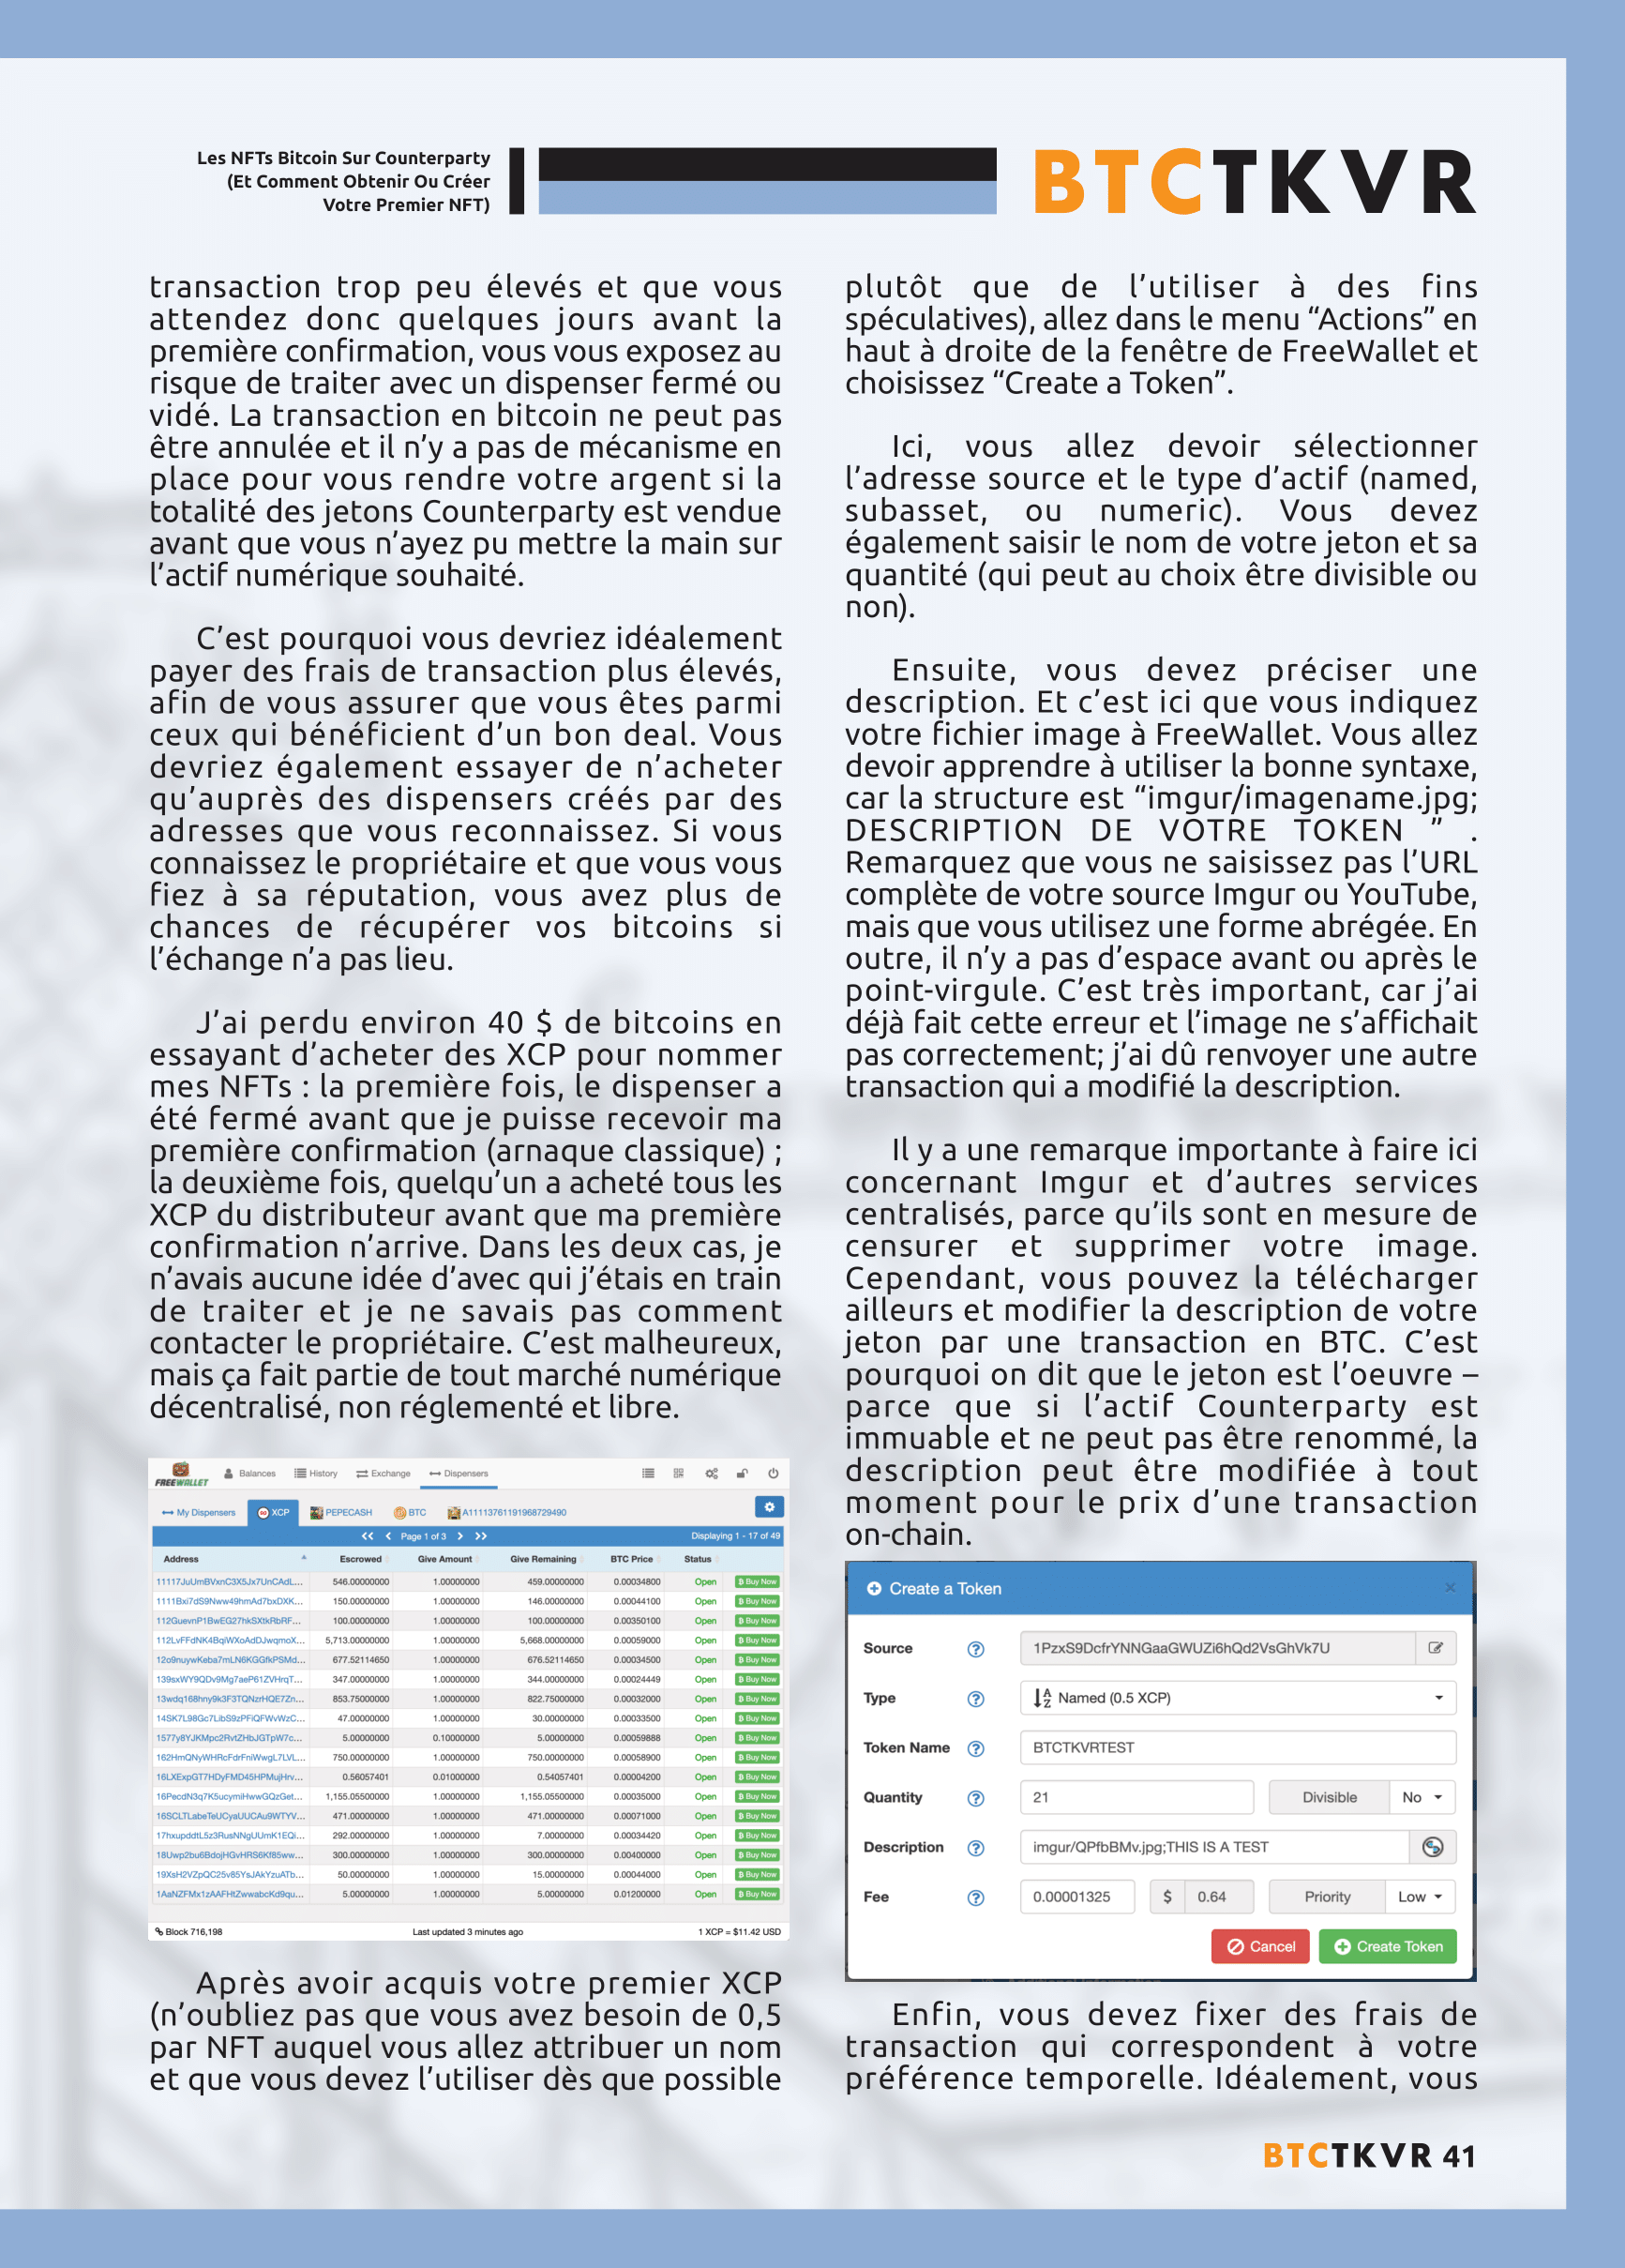 Les NFTs Bitcoin Sur Counterparty
(Et Comment Obtenir Ou Créer
Votre Premier NFT)
BTCTKVR
transaction trop peu élevés et que vous
attendez donc quelques jours avant la
première confirmation, vous vous exposez au
risque de traiter avec un dispenser fermé ou
vidé. La transaction en bitcoin ne peut pas
être annulée et il n’y a pas de mécanisme en
place pour vous rendre votre argent si la
totalité des jetons Counterparty est vendue
avant que vous n’ayez pu mettre la main sur
l’actif numérique souhaité.
C’est pourquoi vous devriez idéalement
payer des frais de transaction plus élevés,
afin de vous assurer que vous êtes parmi
ceux qui bénéficient d’un bon deal. Vous
devriez également essayer de n’acheter
qu’auprès des dispensers créés par des
adresses que vous reconnaissez. Si vous
connaissez le propriétaire et que vous vous
fiez à sa réputation, vous avez plus de
chances de récupérer vos bitcoins si
l’échange n’a pas lieu.
J’ai perdu environ 40 $ de bitcoins en
essayant d’acheter des XCP pour nommer
mes NFTs : la première fois, le dispenser a
été fermé avant que je puisse recevoir ma
première confirmation (arnaque classique) ;
la deuxième fois, quelqu’un a acheté tous les
XCP du distributeur avant que ma première
confirmation n’arrive. Dans les deux cas, je
n’avais aucune idée d’avec qui j’étais en train
de traiter et je ne savais pas comment
contacter le propriétaire. C’est malheureux,
mais ça fait partie de tout marché numérique
décentralisé, non réglementé et libre.
FREEWALLET Balances History Exchange Dispensers
My Dispensers XCP PEPECASH BTC A11113761191968729490
Page 1 of 3 Displaying 1 - 17 of 49
Address Escrowed Give Amount Give Remaining BTC Price Status
11117JuUmBVxnC3X5Jx7UnCAdL... 546.00000000 1.00000000 459.00000000 0.00034800 Open Buy Now
1111Bxi7dS9Nww49hmAd7bxDXK... 150.00000000 1.00000000 146.00000000 0.00044100 Open Buy Now
112GuevnP1BwEG27hkSXtkRbRF... 100.00000000 1.00000000 100.00000000 0.00350100 Open Buy Now
112LvFFdNK4BqiWXoAdDJwqmoX... 5,713.00000000 1.00000000 5,668.00000000 0.00059000 Open Buy Now
12o9nuywKeba7mLN6KGGfkPSMd... 677.52114650 1.00000000 676.52114650 0.00034500 Open Buy Now
139sxWY9QDv9Mg7aeP61ZVHrqT... 347.00000000 1.00000000 344.00000000 0.00024449 Open Buy Now
13wdq168hny9k3F3TQNzrHQE7Zn... 853.75000000 1.00000000 822.75000000 0.00032000 Open Buy Now
14SK7L98Gc7LibS9zPFiQFWvWzC... 47.00000000 1.00000000 30.00000000 0.00033500 Open Buy Now
1577y8YJKMpc2RvtZHbJGTpW7c... 5.00000000 0.10000000 5.00000000 0.00059888 Open Buy Now
162HmQNyWHRcFdrFniWwgL7LVL... 750.00000000 1.00000000 750.00000000 0.00058900 Open Buy Now
16LXExpGT7HDyFMD45HPMujHrv... 0.56057401 0.01000000 0.54057401 0.00004200 Open Buy Now
16PecdN3q7K5ucymiHwwGQzGet... 1,155.05500000 1.00000000 1,155.05500000 0.00035000 Open Buy Now
16SCLTLabeTeUCyaUUCAu9WTYV... 471.00000000 1.00000000 471.00000000 0.00071000 Open Buy Now
17hxupddtL5z3RusNNgUUmK1EQi... 292.00000000 1.00000000 7.00000000 0.00034420 Open Buy Now
18Uwp2bu6BdojHGvHRS6Kf85ww... 300.00000000 1.00000000 300.00000000 0.00400000 Open Buy Now
19XsH2VZpQC25v85YsJAkYzuATb... 50.00000000 1.00000000 15.00000000 0.00044000 Open Buy Now
1AaNZFMx1zAAFHtZwwabcKd9qu... 5.00000000 1.00000000 5.00000000 0.01200000 Open Buy Now
Block 716,198 Last updated 3 minutes ago 1 XCP = $11.42 USD
Après avoir acquis votre premier XCP
(n’oubliez pas que vous avez besoin de 0,5
par NFT auquel vous allez attribuer un nom
et que vous devez l’utiliser dès que possible
plutôt que de l’utiliser à des fins
spéculatives), allez dans le menu “Actions” en
haut à droite de la fenêtre de FreeWallet et
choisissez “Create a Token”.
Ici, vous allez devoir sélectionner
l’adresse source et le type d’actif (named,
subasset, ou numeric). Vous devez
également saisir le nom de votre jeton et sa
quantité (qui peut au choix être divisible ou
non).
Ensuite, vous devez préciser une
description. Et c’est ici que vous indiquez
votre fichier image à FreeWallet. Vous allez
devoir apprendre à utiliser la bonne syntaxe,
car la structure est “imgur/imagename.jpg;
DESCRIPTION DE VOTRE TOKEN ” .
Remarquez que vous ne saisissez pas l’URL
complète de votre source Imgur ou YouTube,
mais que vous utilisez une forme abrégée. En
outre, il n’y a pas d’espace avant ou après le
point-virgule. C’est très important, car j’ai
déjà fait cette erreur et l’image ne s’affichait
pas correctement; j’ai dû renvoyer une autre
transaction qui a modifié la description.
Il y a une remarque importante à faire ici
concernant Imgur et d’autres services
centralisés, parce qu’ils sont en mesure de
censurer et supprimer votre image.
Cependant, vous pouvez la télécharger
ailleurs et modifier la description de votre
jeton par une transaction en BTC. C’est
pourquoi on dit que le jeton est l’oeuvre –
parce que si l’actif Counterparty est
immuable et ne peut pas être renommé, la
description peut être modifiée à tout
moment pour le prix d’une transaction
on-chain.
Create a Token
Source 1PzxS9DcfrYNNGaaGWUZi6hQd2VsGhVk7U
Type Named (0.5 XCP)
Token Name BTCTKVRTEST
Quantity 21 Divisible No
Description imgur/QPfbBMv.jpg;THIS IS A TEST
Fee 0.00001325 $ 0.64 Priority Low
Cancel Create Token
Enfin, vous devez fixer des frais de
transaction qui correspondent à votre
préférence temporelle. Idéalement, vous
BTCTKVR 41